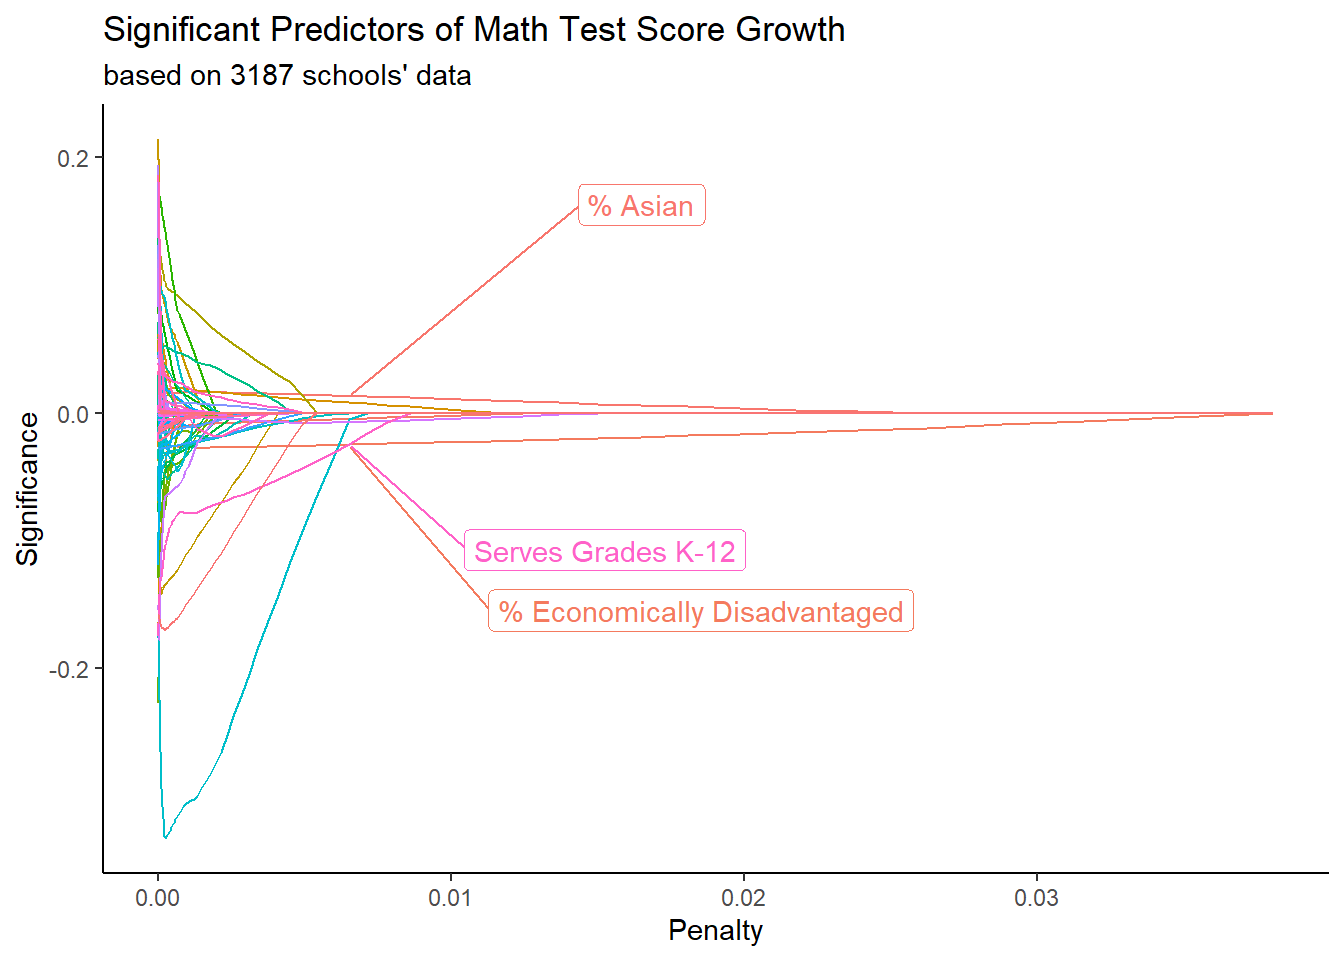 Significant Predictors of Math Test Score Growth
based on 3187 schools' data
Significance
0.2
0.0
-0.2
% Asian
Serves Grades K-12
% Economically Disadvantaged
0.00
0.01
0.02
0.03
Penalty